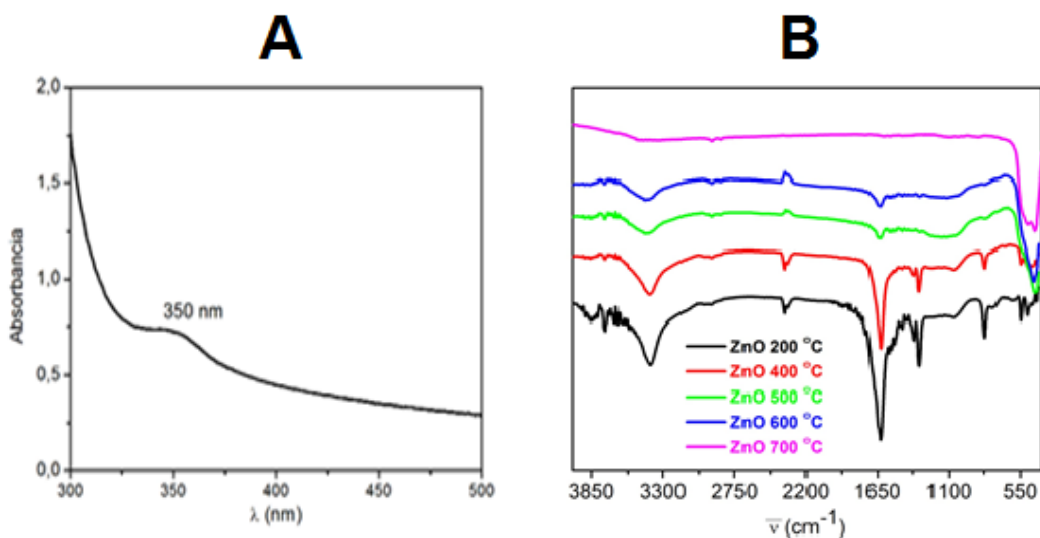 A
B
2,0
1,5
1,0
0,5
0,0
Absorbancia
350 nm
300 350 400 450 500
λ (nm)
ZnO 200 °C
ZnO 400 °C
ZnO 500 °C
ZnO 600 °C
ZnO 700 °C
3850 3300 2750 2200 1650 1100 550
ν̅ (cm⁻¹)